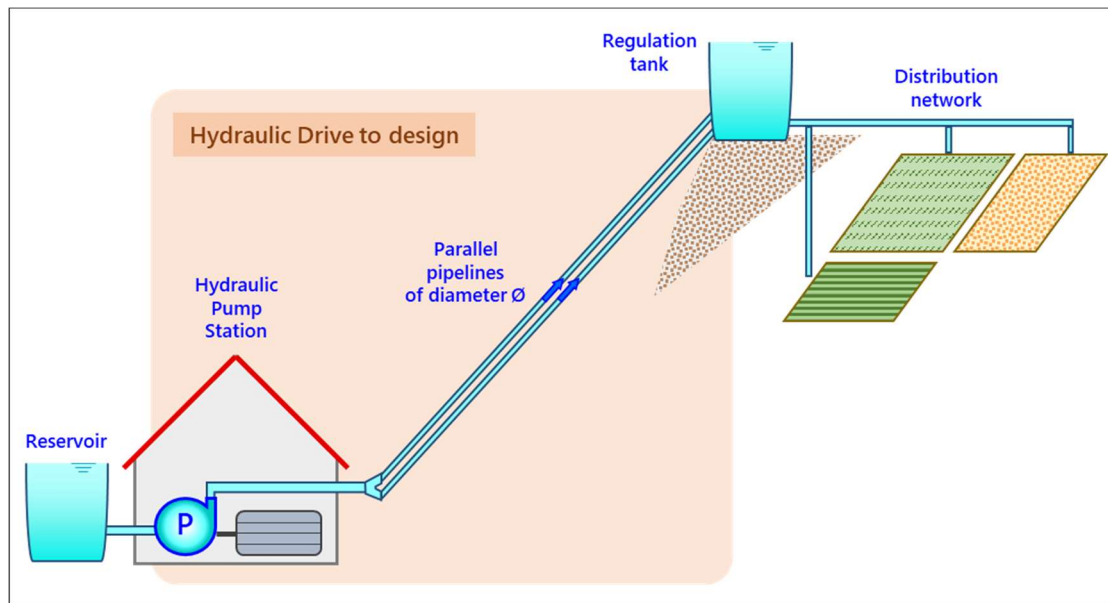 Regulation
tank
Distribution
network
Hydraulic Drive to design
Parallel
pipelines
of diameter Ø
Hydraulic
Pump
Station
Reservoir
P